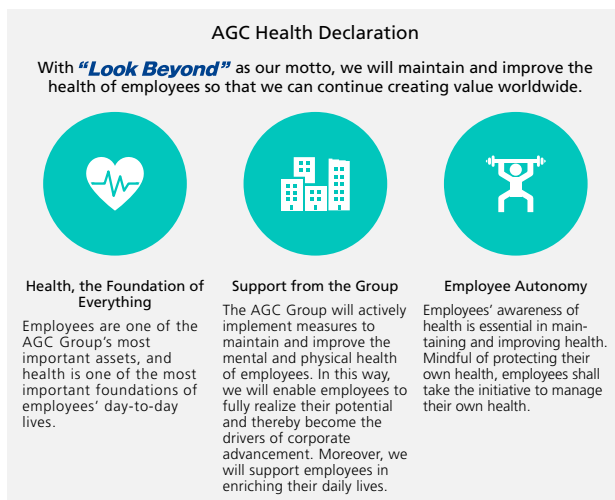 AGC Health Declaration
With “Look Beyond” as our motto, we will maintain and improve the
health of employees so that we can continue creating value worldwide.
Health, the Foundation of
Everything
Employees are one of the
AGC Group’s most
important assets, and
health is one of the most
important foundations of
employees’ day-to-day
lives.
Support from the Group
The AGC Group will actively
implement measures to
maintain and improve the
mental and physical health
of employees. In this way,
we will enable employees to
fully realize their potential
and thereby become the
drivers of corporate
advancement. Moreover, we
will support employees in
enriching their daily lives.
Employee Autonomy
Employees’ awareness of
health is essential in main-
taining and improving health.
Mindful of protecting their
own health, employees shall
take the initiative to manage
their own health.